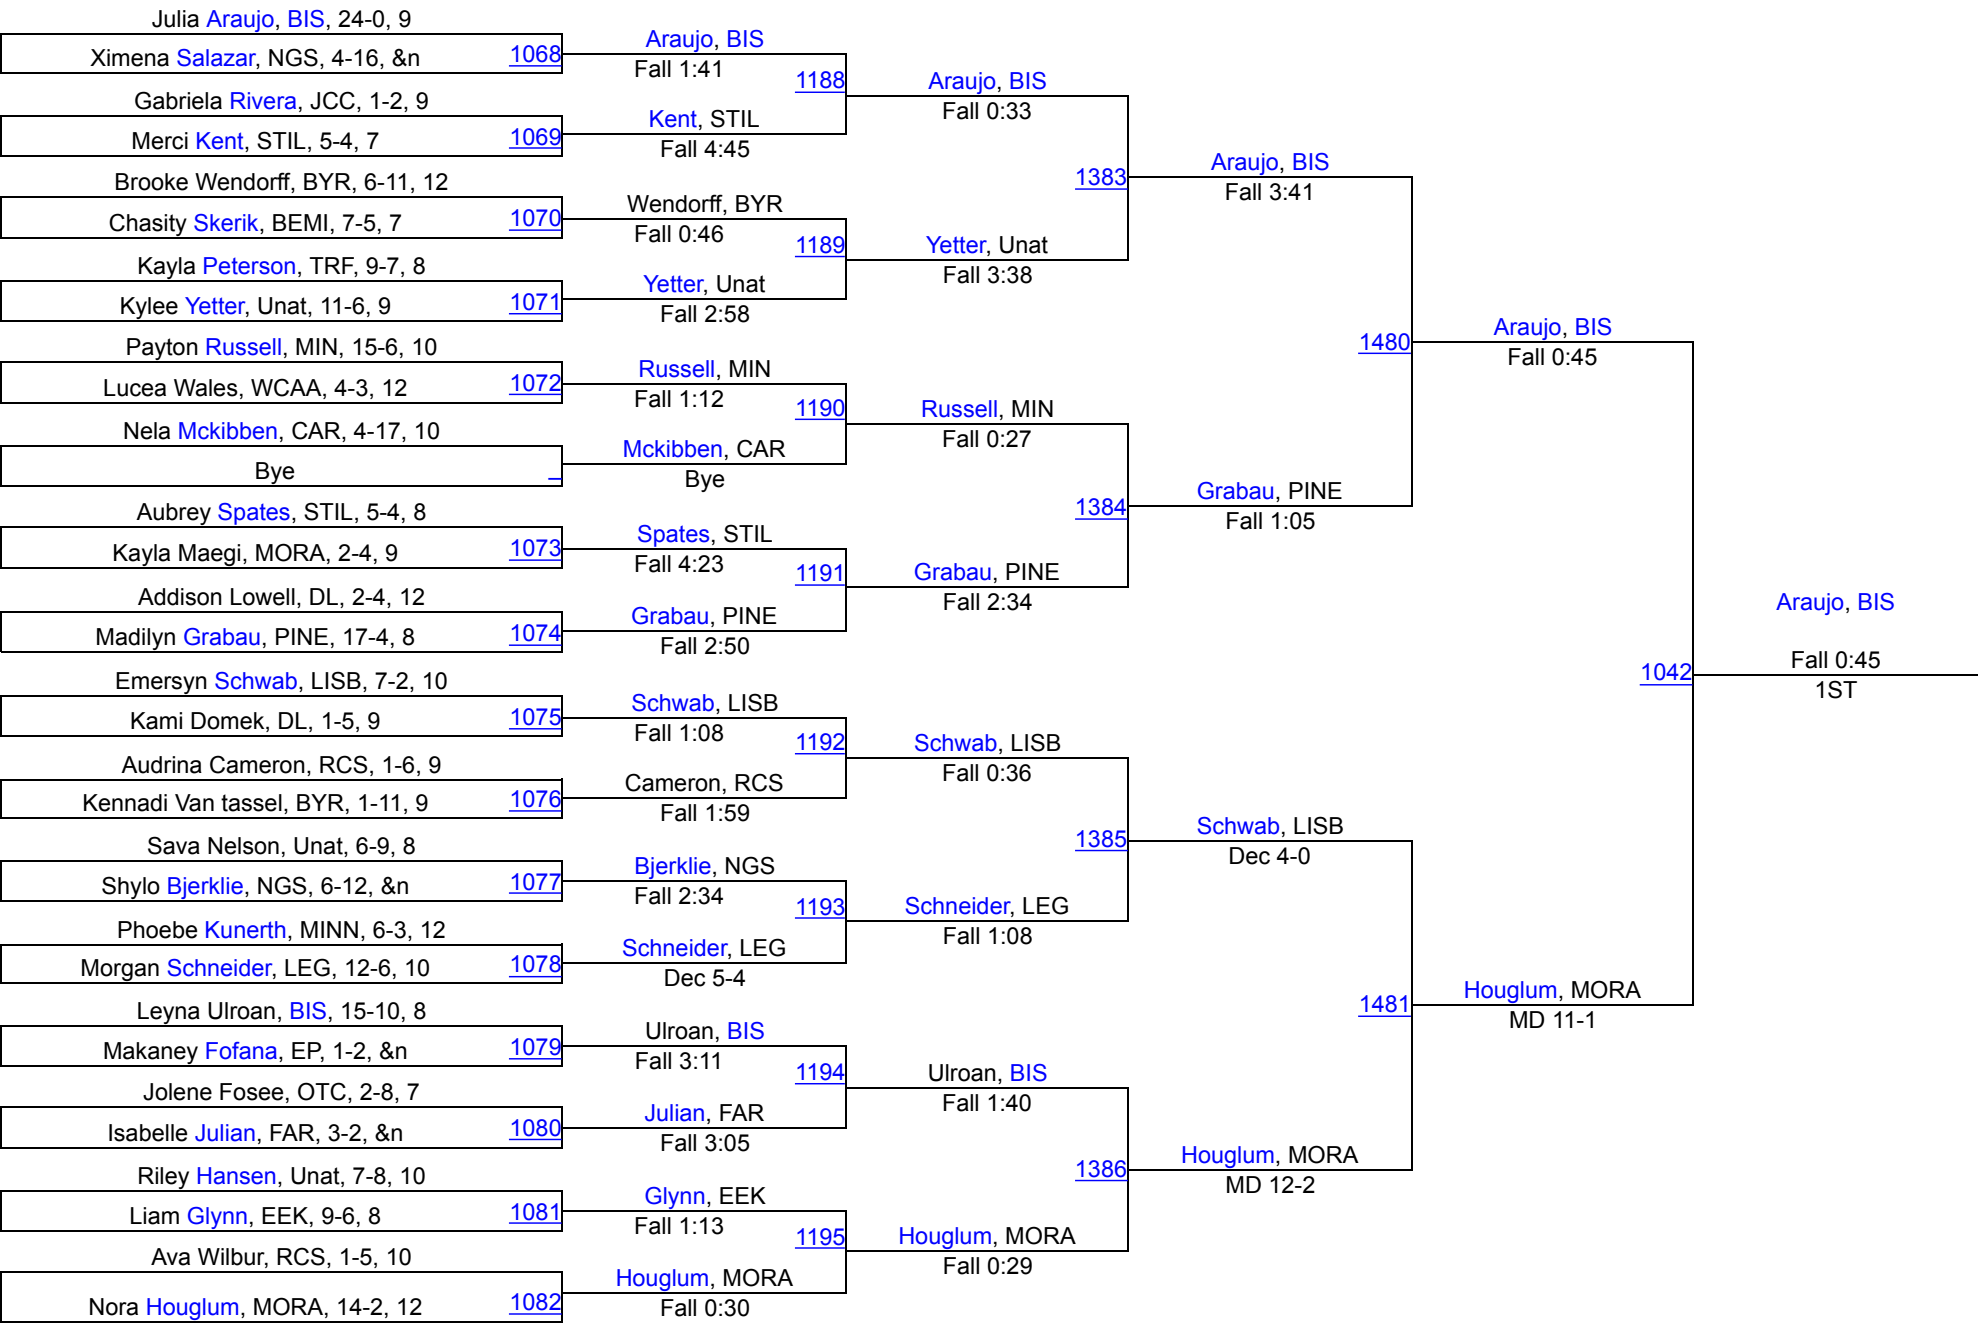 Julia Araujo, BIS, 24-0, 9
Ximena Salazar, NGS, 4-16, &n
1068
Gabriela Rivera, JCC, 1-2, 9
Merci Kent, STIL, 5-4, 7
1069
Brooke Wendorff, BYR, 6-11, 12
Chasity Skerik, BEMI, 7-5, 7
1070
Kayla Peterson, TRF, 9-7, 8
Kylee Yetter, Unat, 11-6, 9
1071
Payton Russell, MIN, 15-6, 10
Lucea Wales, WCAA, 4-3, 12
1072
Nela Mckibben, CAR, 4-17, 10
Bye
Aubrey Spates, STIL, 5-4, 8
Kayla Maegi, MORA, 2-4, 9
1073
Addison Lowell, DL, 2-4, 12
Madilyn Grabau, PINE, 17-4, 8
1074
Emersyn Schwab, LISB, 7-2, 10
Kami Domek, DL, 1-5, 9
1075
Audrina Cameron, RCS, 1-6, 9
Kennadi Van tassel, BYR, 1-11, 9
1076
Sava Nelson, Unat, 6-9, 8
Shylo Bjerklie, NGS, 6-12, &n
1077
Phoebe Kunerth, MINN, 6-3, 12
Morgan Schneider, LEG, 12-6, 10
1078
Leyna Ulroan, BIS, 15-10, 8
Makaney Fofana, EP, 1-2, &n
1079
Jolene Fosee, OTC, 2-8, 7
Isabelle Julian, FAR, 3-2, &n
1080
Riley Hansen, Unat, 7-8, 10
Liam Glynn, EEK, 9-6, 8
1081
Ava Wilbur, RCS, 1-5, 10
Nora Houglum, MORA, 14-2, 12
1082
Araujo, BIS
Fall 1:41
1188
Kent, STIL
Fall 4:45
Wendorff, BYR
Fall 0:46
1189
Yetter, Unat
Fall 2:58
Russell, MIN
Fall 1:12
1190
Mckibben, CAR
Bye
Spates, STIL
Fall 4:23
1191
Grabau, PINE
Fall 2:50
Schwab, LISB
Fall 1:08
1192
Cameron, RCS
Fall 1:59
Bjerklie, NGS
Fall 2:34
1193
Schneider, LEG
Dec 5-4
Ulroan, BIS
Fall 3:11
1194
Julian, FAR
Fall 3:05
Glynn, EEK
Fall 1:13
1195
Houglum, MORA
Fall 0:30
Araujo, BIS
Fall 0:33
1383
Yetter, Unat
Fall 3:38
Russell, MIN
Fall 0:27
1384
Grabau, PINE
Fall 2:34
Schwab, LISB
Fall 0:36
1385
Schneider, LEG
Fall 1:08
Ulroan, BIS
Fall 1:40
1386
Houglum, MORA
Fall 0:29
Araujo, BIS
Fall 3:41
1480
Grabau, PINE
Fall 1:05
Schwab, LISB
Dec 4-0
1481
Houglum, MORA
MD 12-2
Araujo, BIS
Fall 0:45
1042
Houglum, MORA
MD 11-1
Araujo, BIS
Fall 0:45
1ST